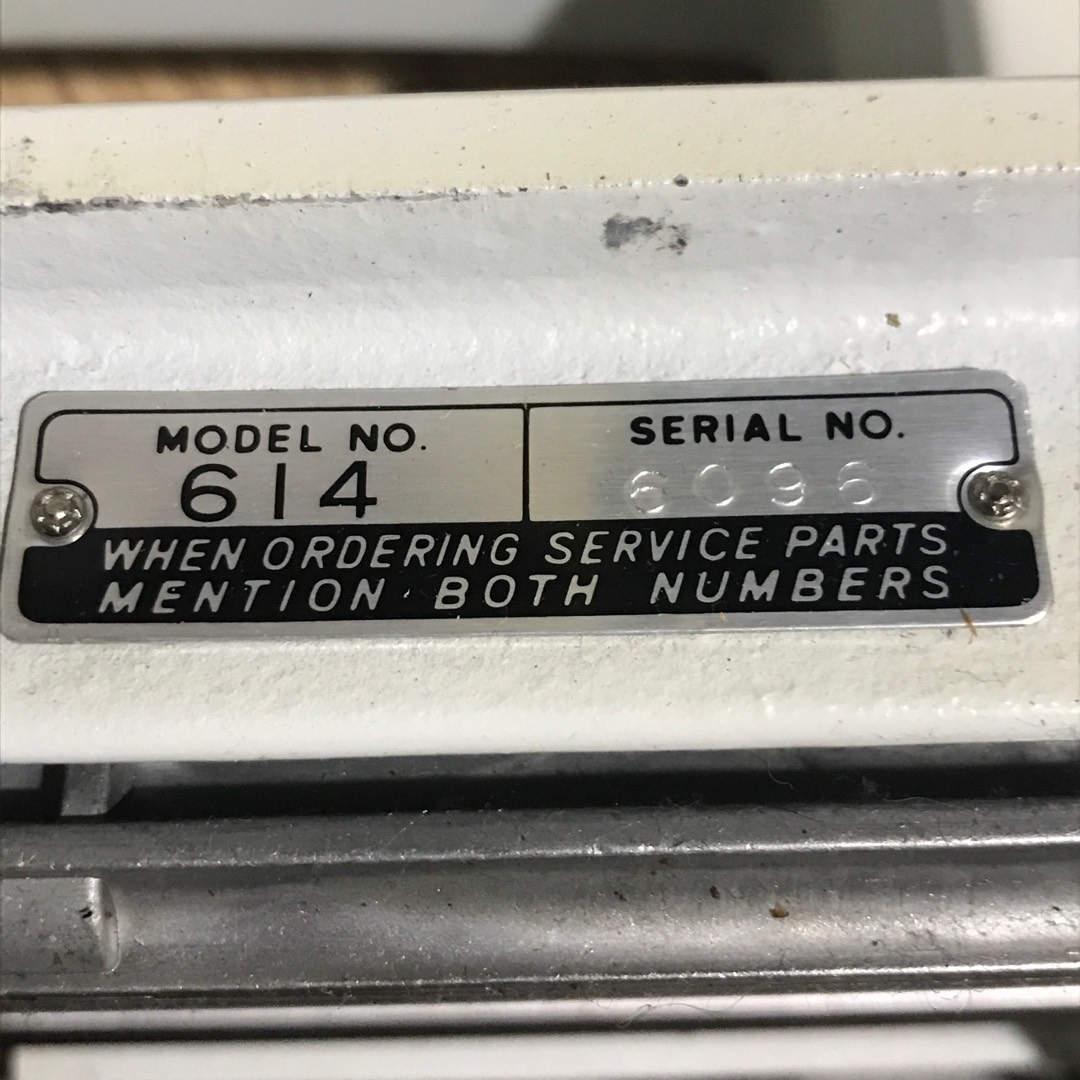 MODEL NO.
614
SERIAL NO.
6096
WHEN ORDERING SERVICE PARTS
MENTION BOTH NUMBERS